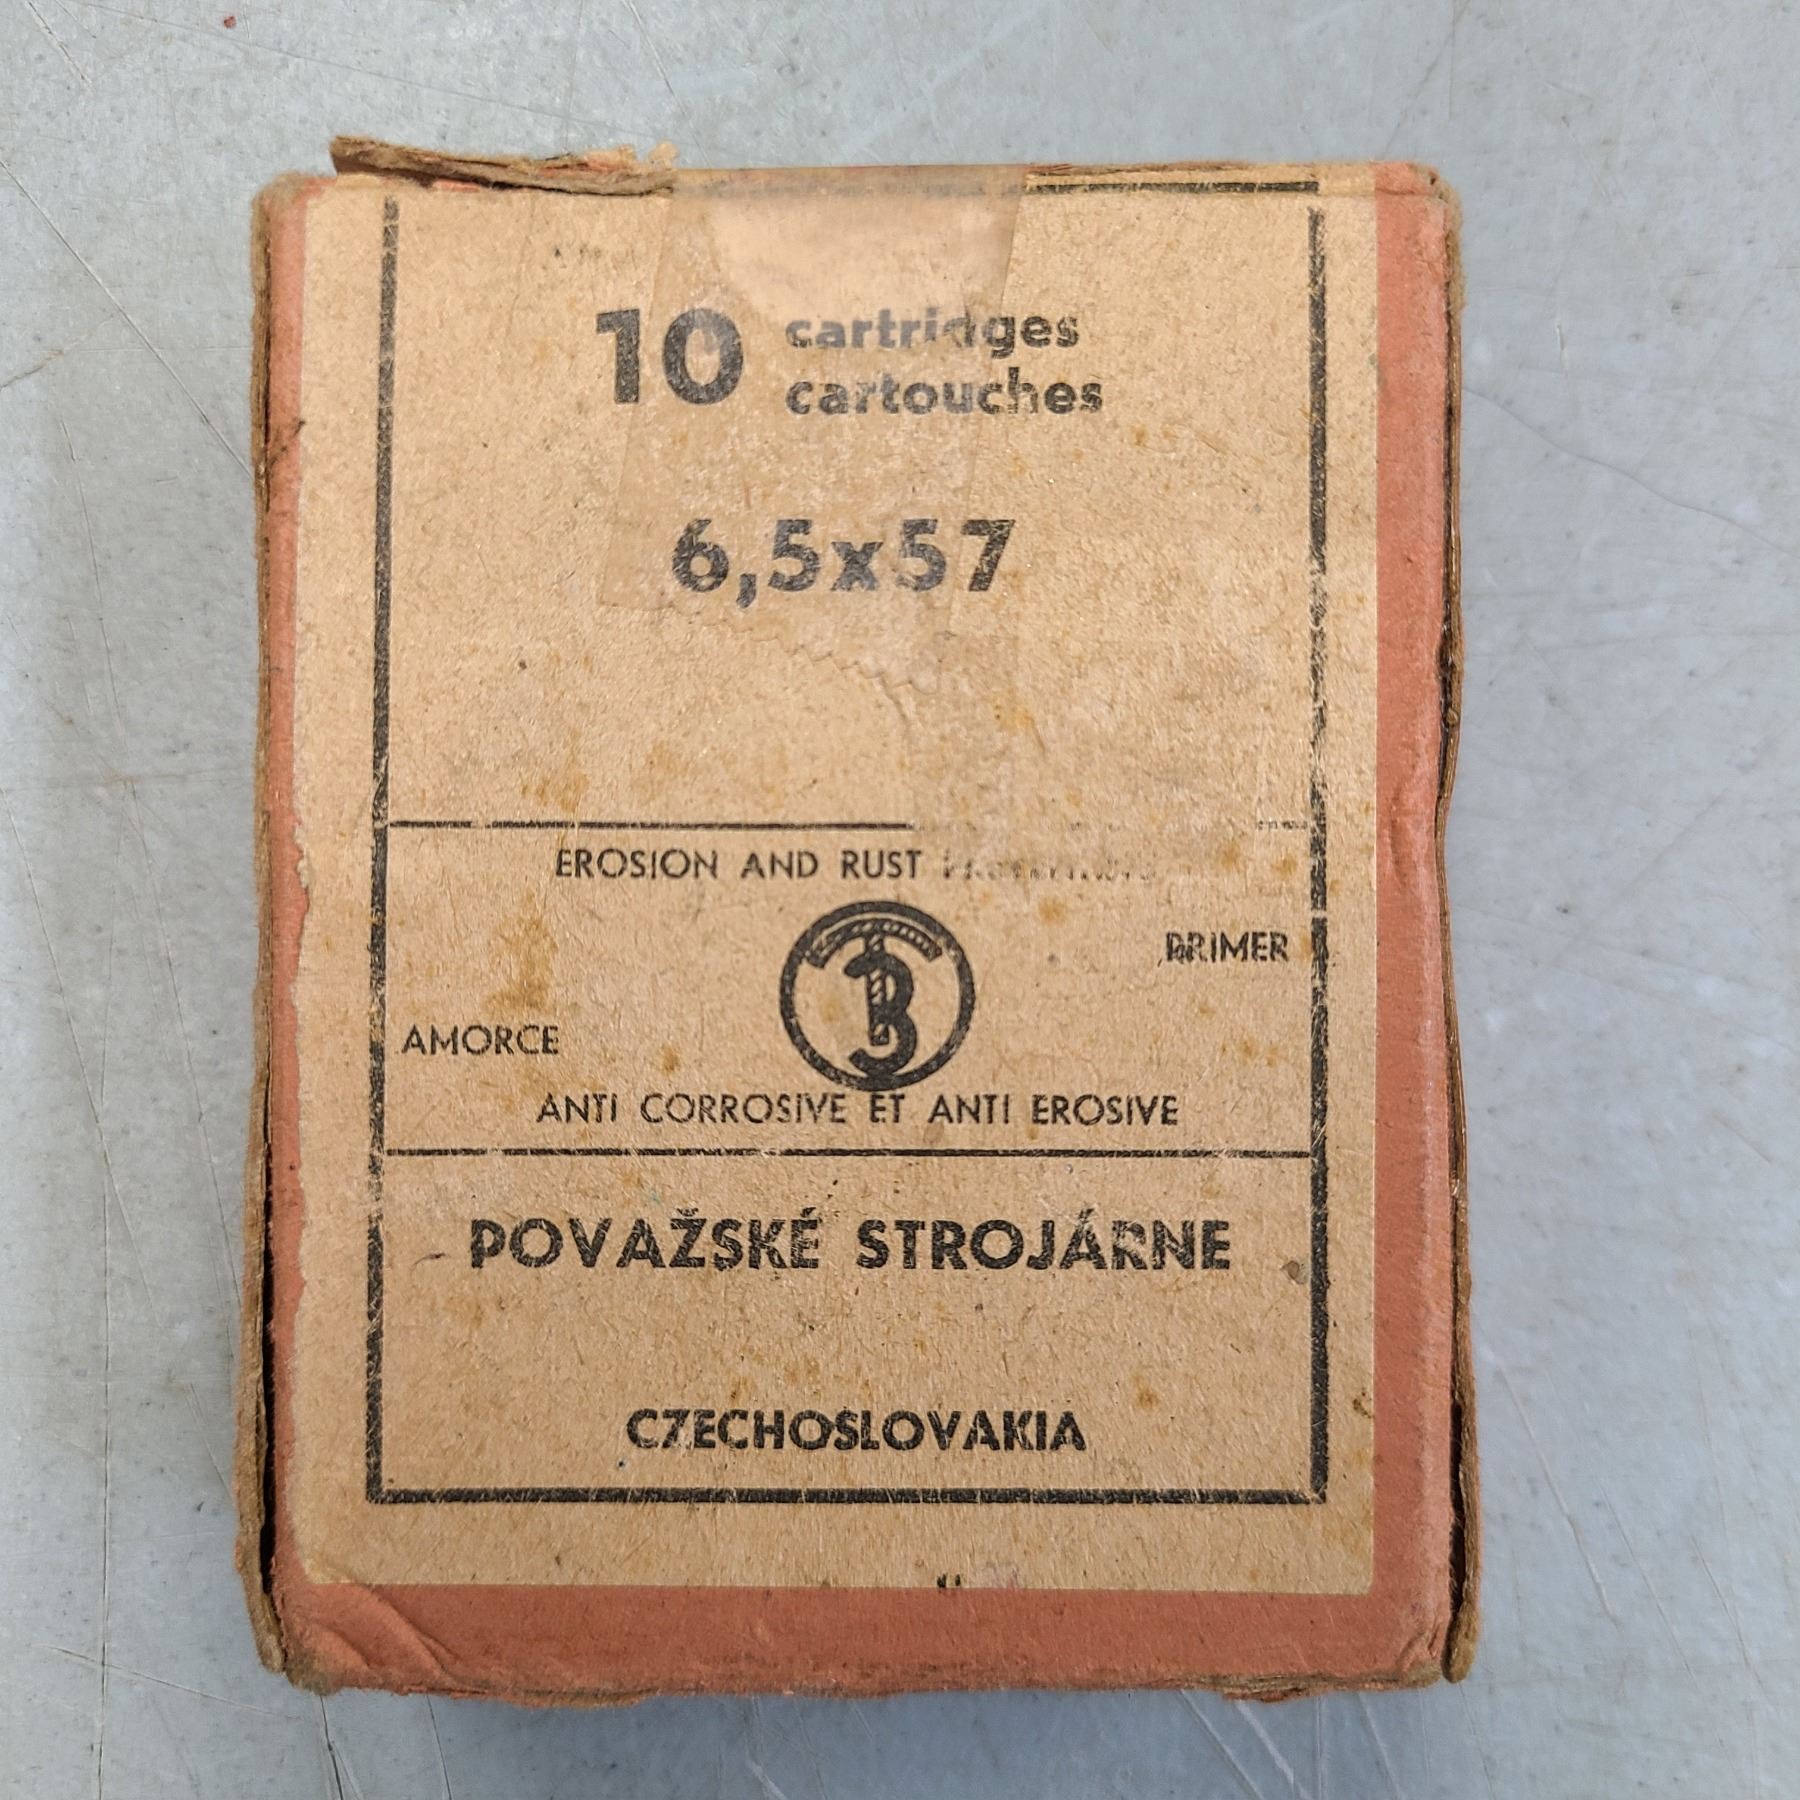 10 cartridges
cartouches
6,5x57
EROSION AND RUST
PRIMER
AMORCE
ANTI CORROSIVE ET ANTI EROSIVE
POVAŽSKÉ STROJÁRNE
CZECHOSLOVAKIA